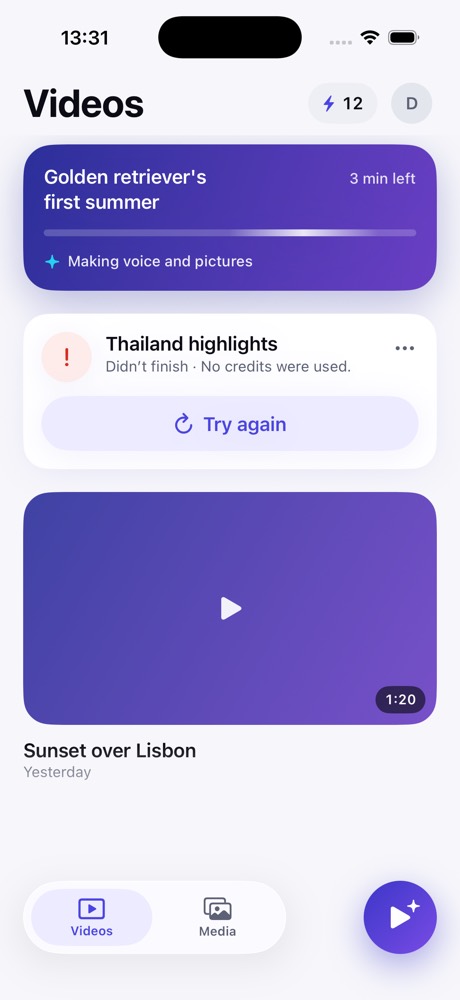 13:31
Videos
12
D
Golden retriever's
first summer
3 min left
Making voice and pictures
!
Thailand highlights
Didn’t finish · No credits were used.
Try again
1:20
Sunset over Lisbon
Yesterday
Videos
Media